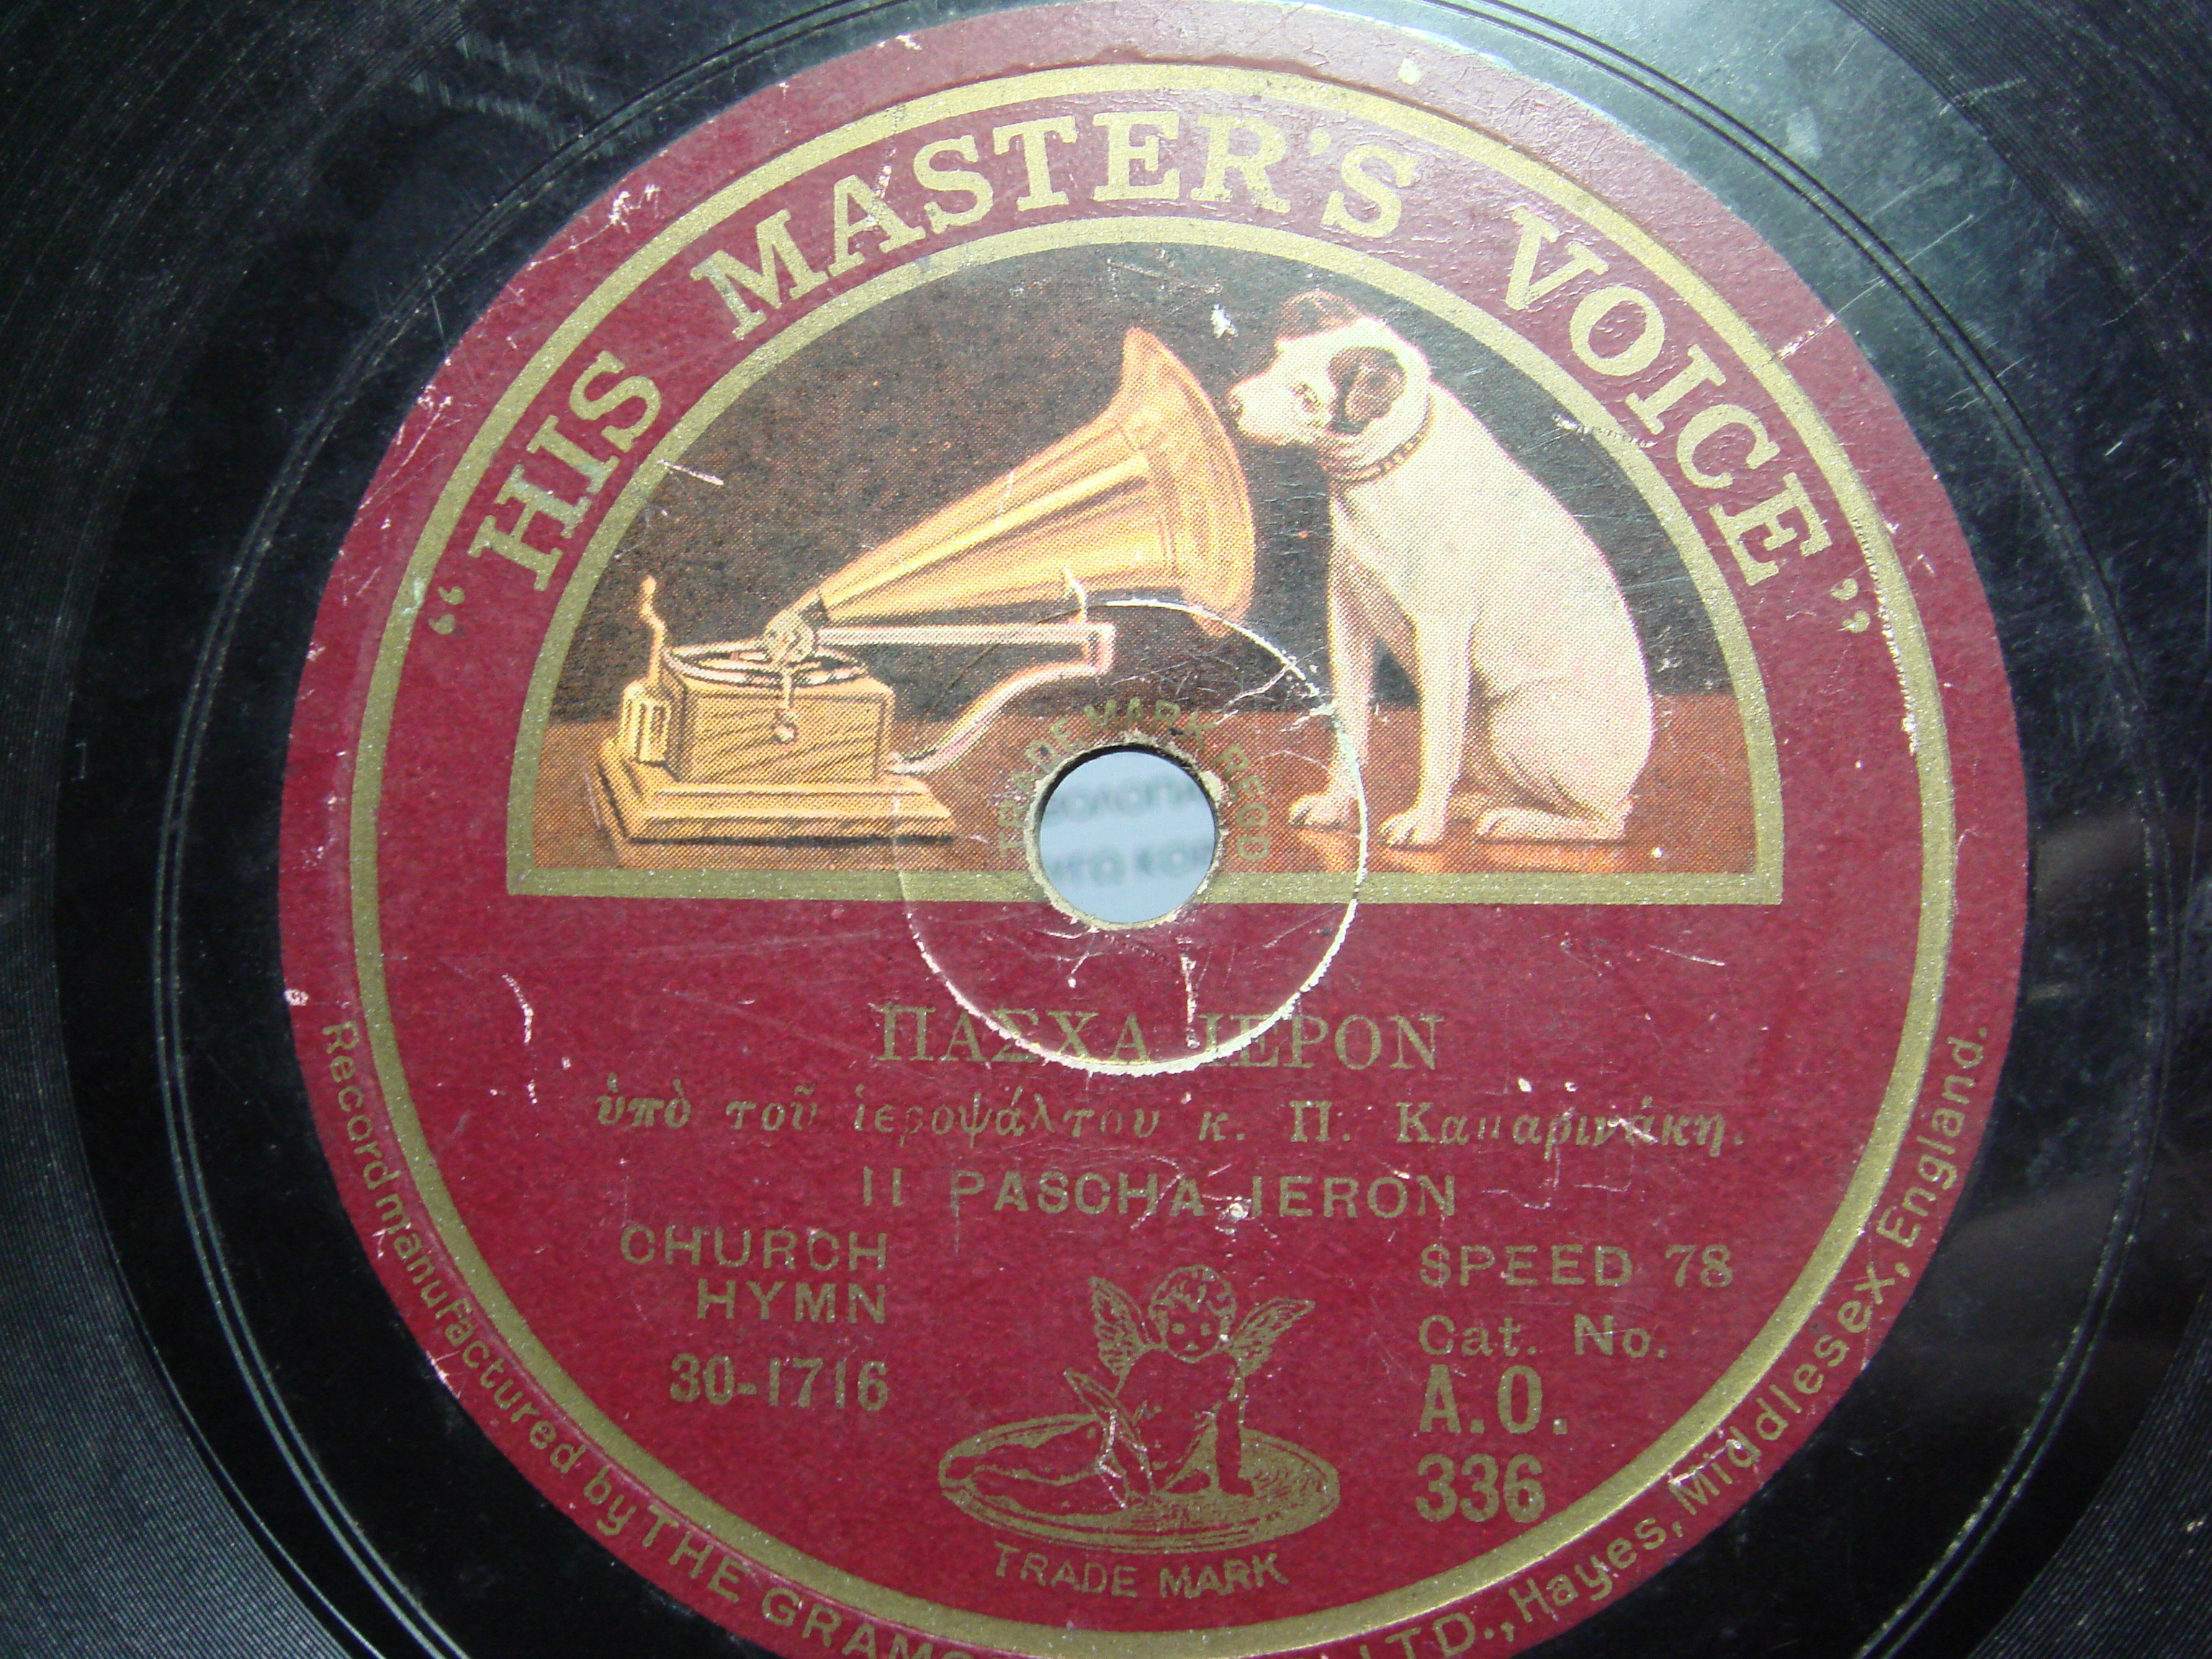 “HIS MASTER'S VOICE”
TRADE MARK REGD
ΠΑΣΧΑ ΙΕΡΟΝ
ὑπὸ τοῦ ἱεροψάλτου κ. Π. Καπαρινάκη.
II PASCHA IERON
CHURCH
HYMN
30-1716
SPEED 78
Cat. No.
A.O.
336
TRADE MARK
Record manufactured by THE GRAMO LTD., Hayes, Middlesex, England.